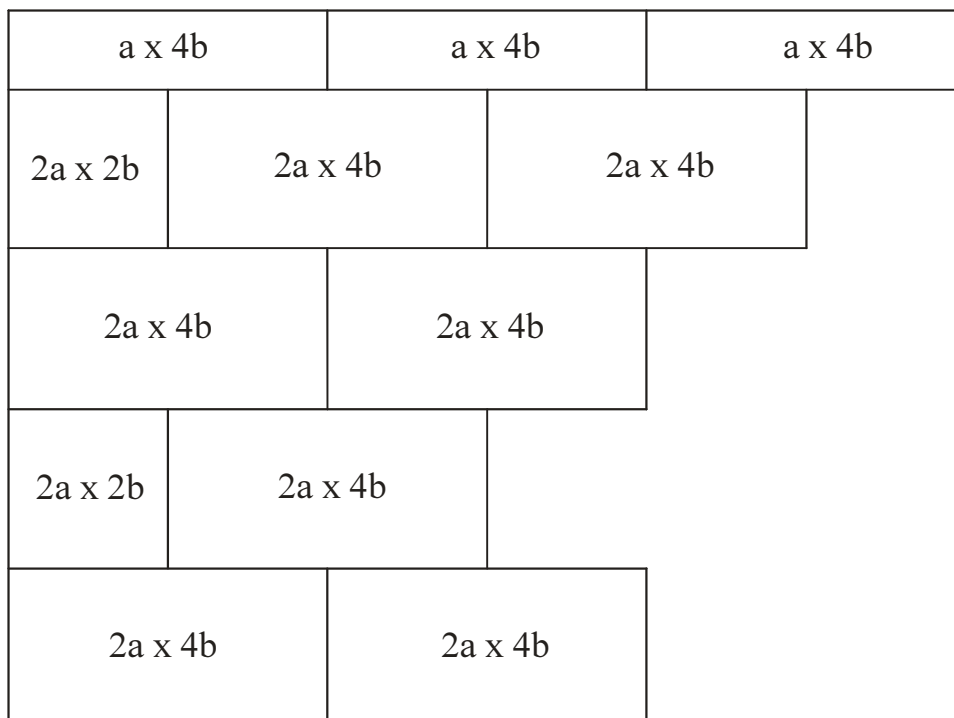 a x 4b a x 4b a x 4b
2a x 2b 2a x 4b 2a x 4b
2a x 4b 2a x 4b
2a x 2b 2a x 4b
2a x 4b 2a x 4b